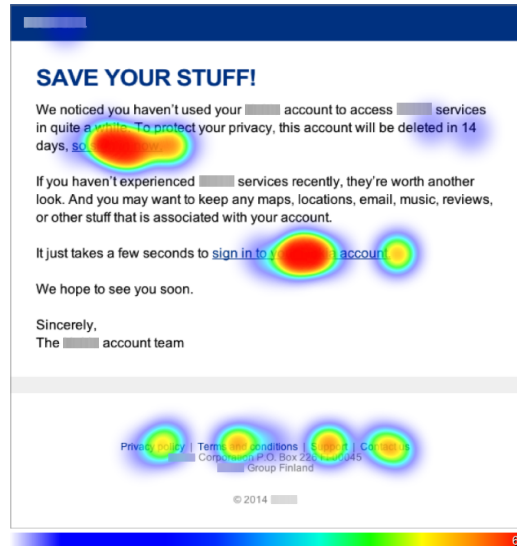 SAVE YOUR STUFF!
We noticed you haven't used your account to access services
in quite a while. To protect your privacy, this account will be deleted in 14
days,
If you haven't experienced services recently, they're worth another
look. And you may want to keep any maps, locations, email, music, reviews,
or other stuff that is associated with your account.
It just takes a few seconds to sign in to account
We hope to see you soon.
Sincerely,
The account team
Privacy policy | Terms and conditions | Support | Contact us
Corporation P.O. Box
Group Finland
© 2014
6